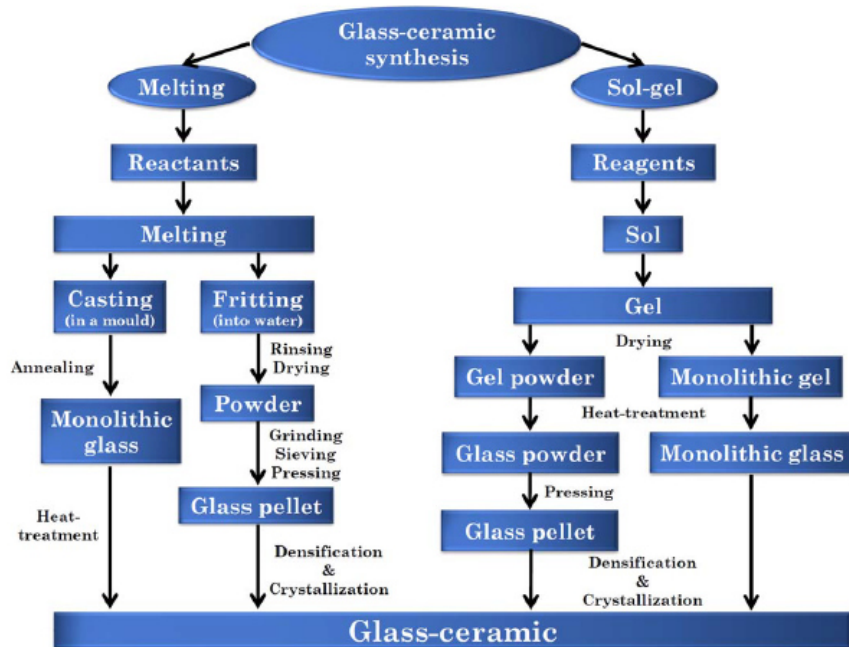 Glass-ceramic
synthesis
Melting
Sol-gel
Reactants
Reagents
Melting
Sol
Casting
(in a mould)
Fritting
(into water)
Gel
Annealing
Rinsing
Drying
Drying
Gel powder
Monolithic gel
Powder
Heat-treatment
Monolithic
glass
Grinding
Sieving
Pressing
Glass powder
Monolithic glass
Pressing
Glass pellet
Glass pellet
Heat-
treatment
Densification
&
Crystallization
Densification
&
Crystallization
Glass-ceramic